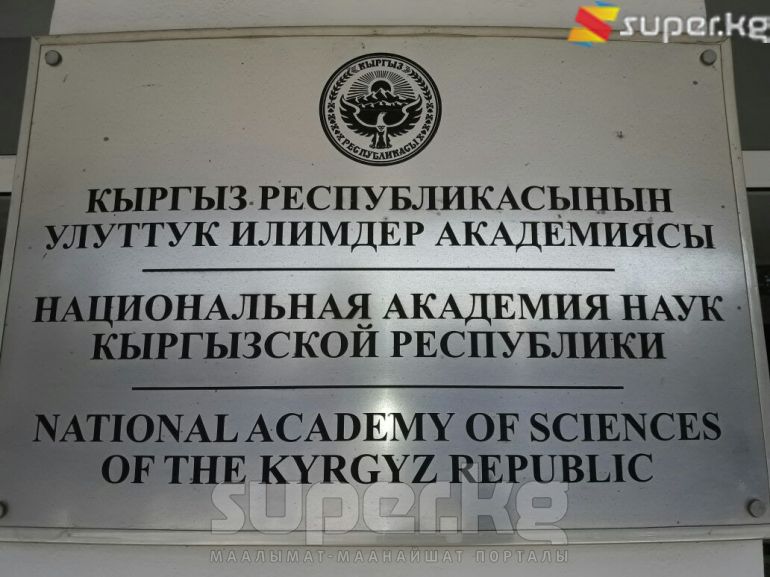 super.kg
КЫРГЫЗ
РЕСПУБЛИКАСЫ
КЫРГЫЗ РЕСПУБЛИКАСЫНЫН
УЛУТТУК ИЛИМДЕР АКАДЕМИЯСЫ
НАЦИОНАЛЬНАЯ АКАДЕМИЯ НАУК
КЫРГЫЗСКОЙ РЕСПУБЛИКИ
NATIONAL ACADEMY OF SCIENCES
OF THE KYRGYZ REPUBLIC
super.kg
МААЛЫМАТ-МААНАЙШАТ ПОРТАЛЫ